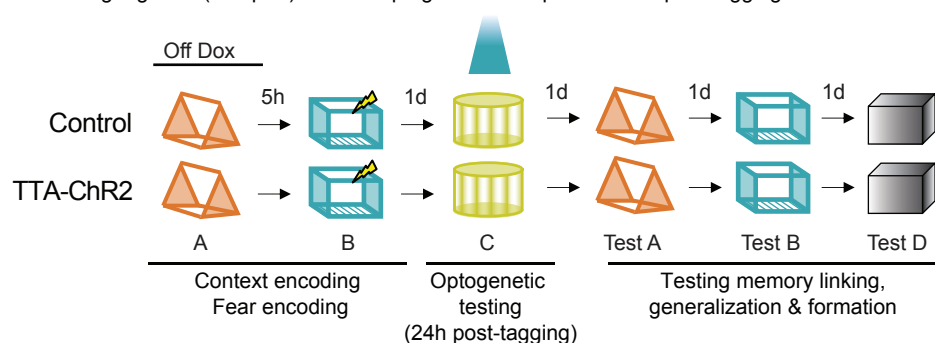 Off Dox
5h
1d
1d
1d
1d
Control
TTA-ChR2
A
B
C
Test A
Test B
Test D
Context encoding
Fear encoding
Optogenetic
testing
(24h post-tagging)
Testing memory linking,
generalization & formation